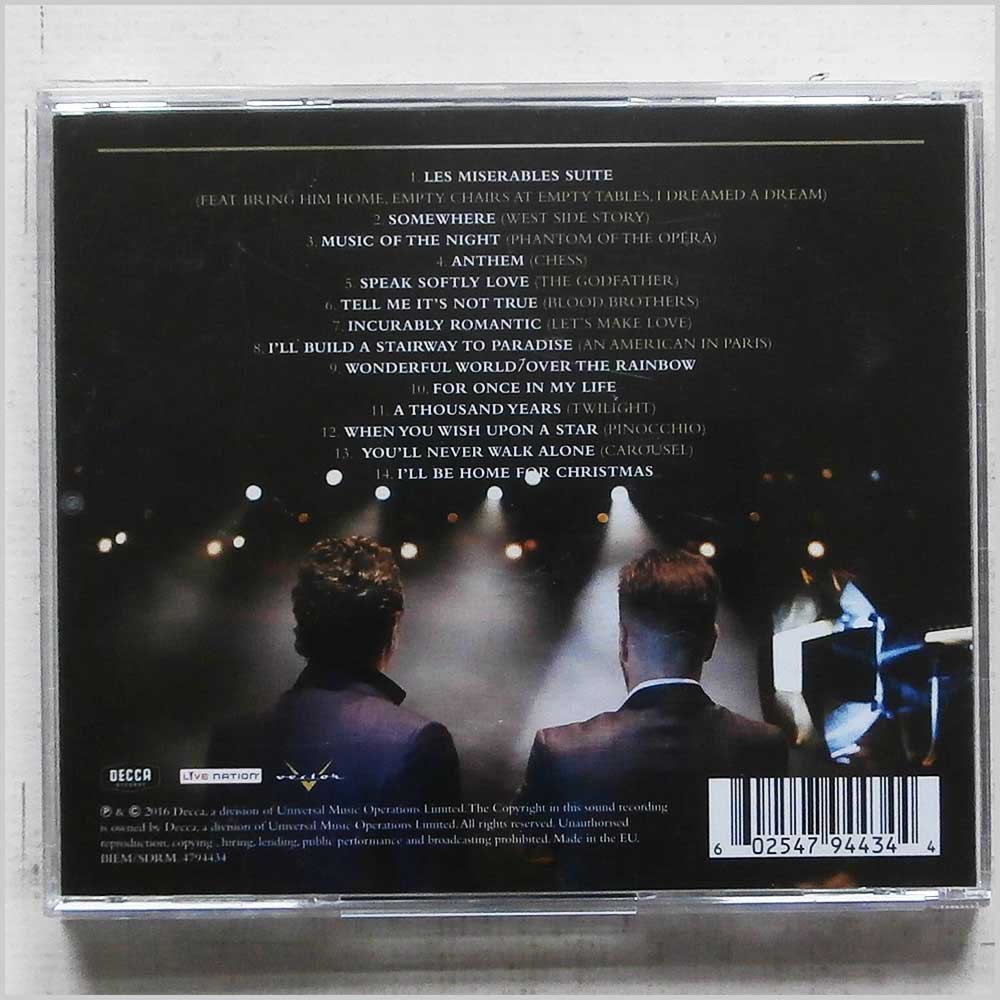 1. LES MISERABLES SUITE
(FEAT. BRING HIM HOME, EMPTY CHAIRS AT EMPTY TABLES, I DREAMED A DREAM)
2. SOMEWHERE (WEST SIDE STORY)
3. MUSIC OF THE NIGHT (PHANTOM OF THE OPERA)
4. ANTHEM (CHESS)
5. SPEAK SOFTLY LOVE (THE GODFATHER)
6. TELL ME IT'S NOT TRUE (BLOOD BROTHERS)
7. INCURABLY ROMANTIC (LET'S MAKE LOVE)
8. I'LL BUILD A STAIRWAY TO PARADISE (AN AMERICAN IN PARIS)
9. WONDERFUL WORLD/OVER THE RAINBOW
10. FOR ONCE IN MY LIFE
11. A THOUSAND YEARS (TWILIGHT)
12. WHEN YOU WISH UPON A STAR (PINOCCHIO)
13. YOU'LL NEVER WALK ALONE (CAROUSEL)
14. I'LL BE HOME FOR CHRISTMAS
DECCA RECORDS LIVE NATION vector
℗ & © 2016 Decca, a division of Universal Music Operations Limited. The Copyright in this sound recording
is owned by Decca, a division of Universal Music Operations Limited. All rights reserved. Unauthorised
reproduction, copying, hiring, lending, public performance and broadcasting prohibited. Made in the EU.
BIEM/SDRM. 4794434
6 02547 94434 4